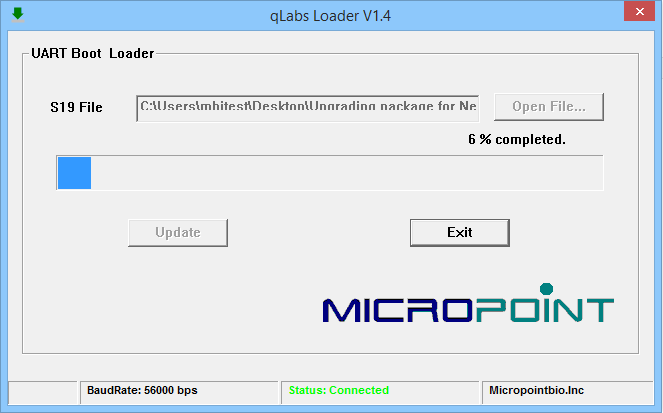 qLabs Loader V1.4
UART Boot Loader
S19 File
C:\Users\mhitest\Desktop\Upgrading package for Ne
Open File...
6 % completed.
Update
Exit
MICROPOINT
BaudRate: 56000 bps
Status: Connected
Micropointbio.Inc